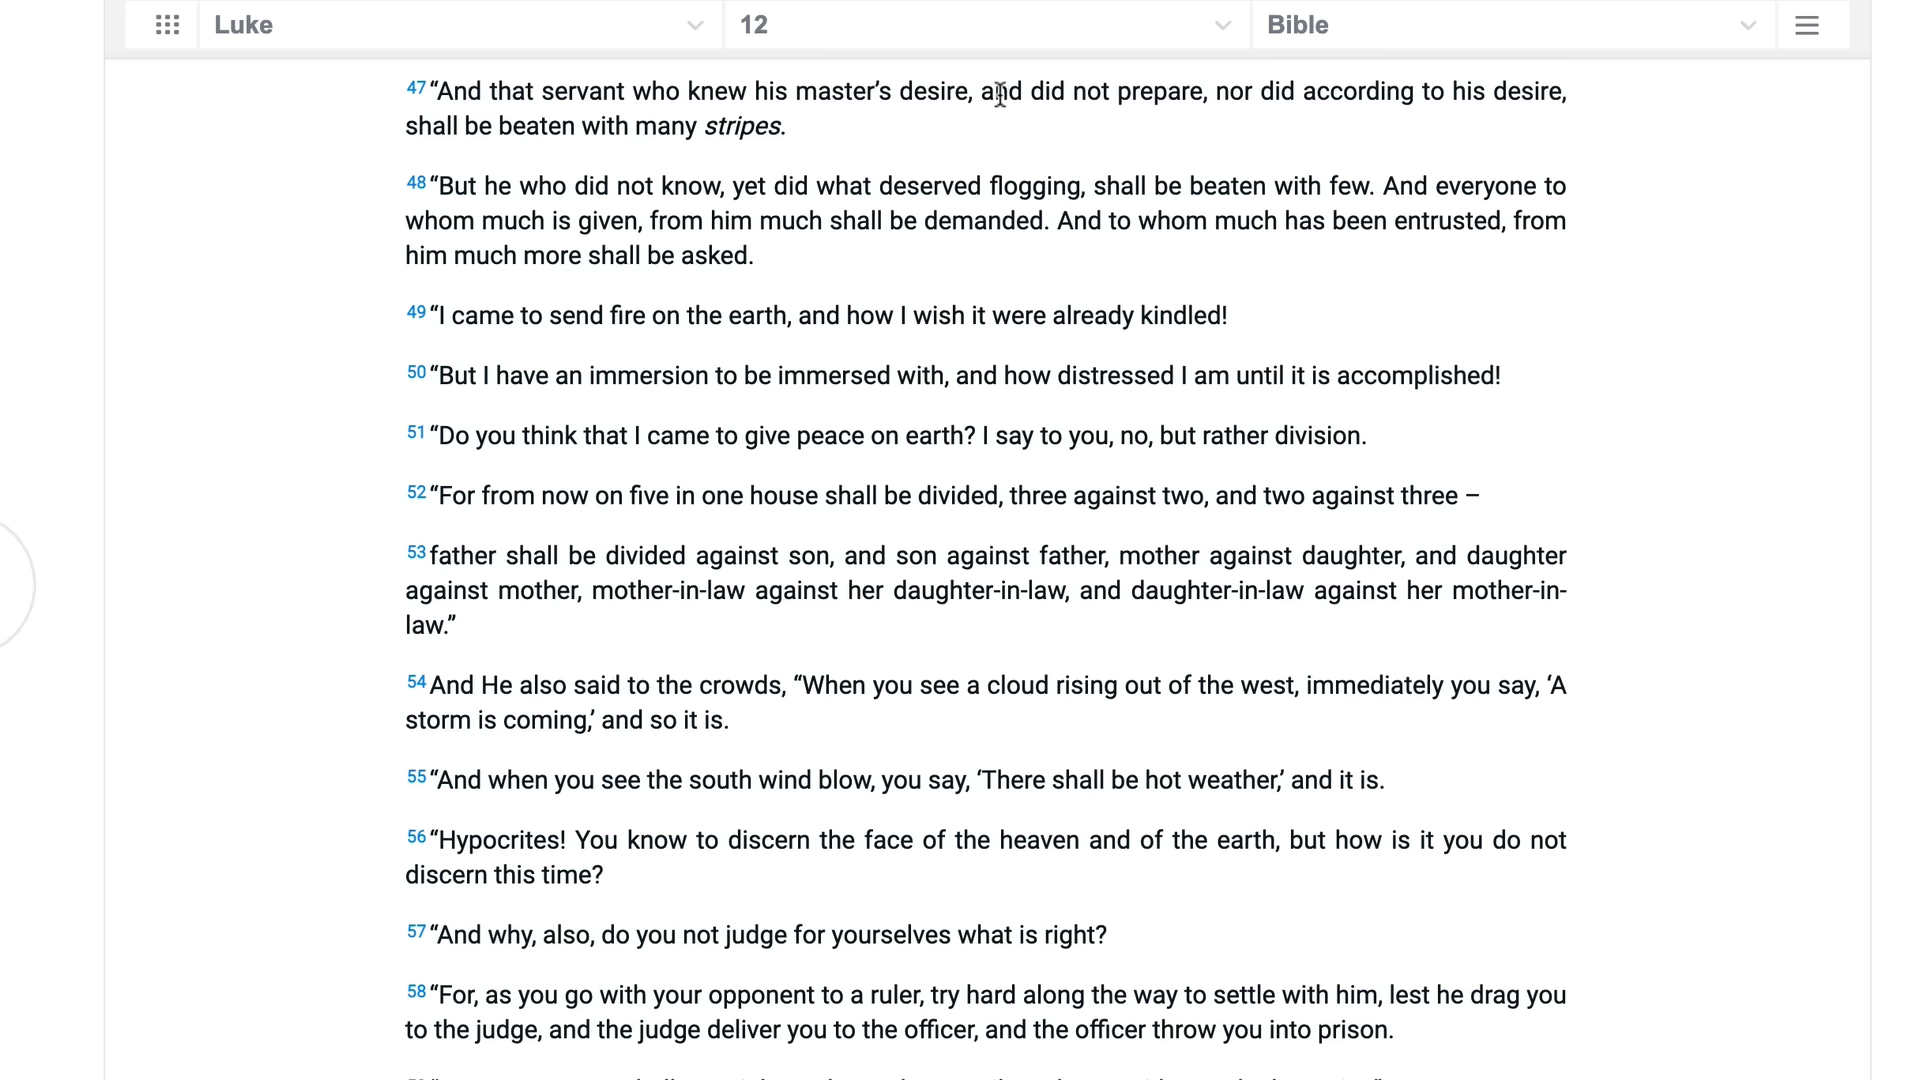 Luke 12 Bible
47 “And that servant who knew his master’s desire, and did not prepare, nor did according to his desire,
shall be beaten with many stripes.
48 “But he who did not know, yet did what deserved flogging, shall be beaten with few. And everyone to
whom much is given, from him much shall be demanded. And to whom much has been entrusted, from
him much more shall be asked.
49 “I came to send fire on the earth, and how I wish it were already kindled!
50 “But I have an immersion to be immersed with, and how distressed I am until it is accomplished!
51 “Do you think that I came to give peace on earth? I say to you, no, but rather division.
52 “For from now on five in one house shall be divided, three against two, and two against three –
53 father shall be divided against son, and son against father, mother against daughter, and daughter
against mother, mother-in-law against her daughter-in-law, and daughter-in-law against her mother-in-
law.”
54 And He also said to the crowds, “When you see a cloud rising out of the west, immediately you say, ‘A
storm is coming,’ and so it is.
55 “And when you see the south wind blow, you say, ‘There shall be hot weather,’ and it is.
56 “Hypocrites! You know to discern the face of the heaven and of the earth, but how is it you do not
discern this time?
57 “And why, also, do you not judge for yourselves what is right?
58 “For, as you go with your opponent to a ruler, try hard along the way to settle with him, lest he drag you
to the judge, and the judge deliver you to the officer, and the officer throw you into prison.